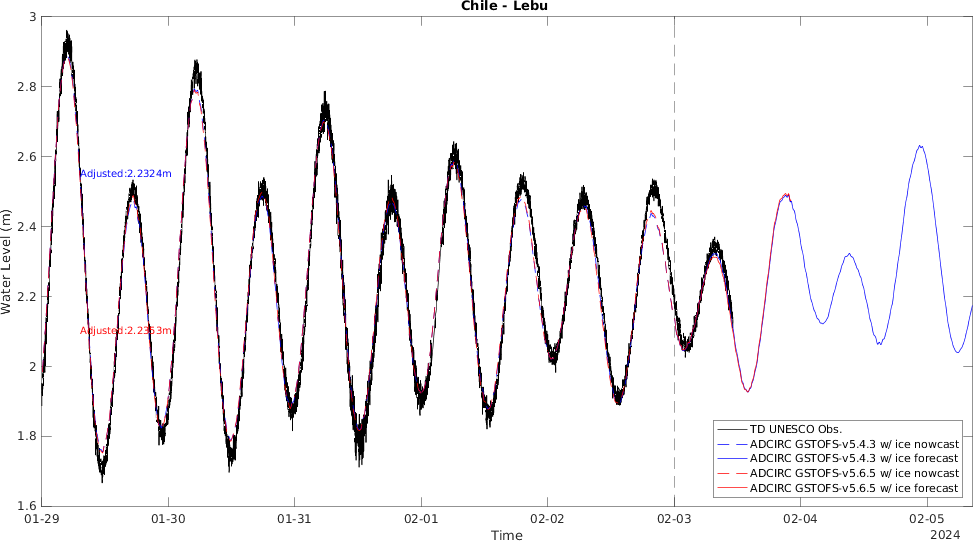 Chile - Lebu
3
2.8
2.6
2.4
2.2
2
1.8
1.6
Water Level (m)
Adjusted:2.2324m
Adjusted:2.2353m
TD UNESCO Obs.
ADCIRC GSTOFS-v5.4.3 w/ ice nowcast
ADCIRC GSTOFS-v5.4.3 w/ ice forecast
ADCIRC GSTOFS-v5.6.5 w/ ice nowcast
ADCIRC GSTOFS-v5.6.5 w/ ice forecast
01-29 01-30 01-31 02-01 02-02 02-03 02-04 02-05
Time
2024